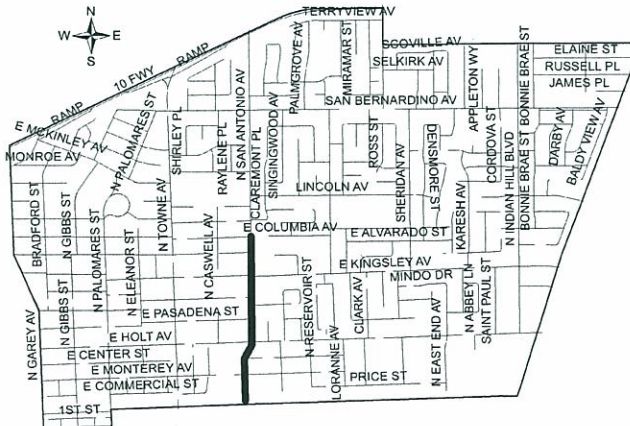 N
W E
S
TERRYVIEW AV
SCOVILLE AV
SELKIRK AV
ELAINE ST
RUSSELL PL
JAMES PL
RAMP
10 FWY
RAMP
PALMGROVE AV
MIRAMAR ST
APPLETON WY
BONNIE BRAE ST
SAN BERNARDINO AV
E MCKINLEY AV
MONROE AV
N PALOMARES ST
SHIRLEY PL
RAYLENE PL
N SAN ANTONIO AV
CLAREMONT PL
SINGINGWOOD AV
ROSS ST
DENSMORE ST
CORDOVA ST
DARBY AV
BALDY VIEW AV
LINCOLN AV
SHERIDAN AV
KARESH AV
N INDIAN HILL BLVD
BONNIE BRAE ST
BRADFORD ST
N GIBBS ST
N TOWNE AV
E COLUMBIA AV
E ALVARADO ST
N PALOMARES ST
N ELEANOR ST
N CASWELL AV
E KINGSLEY AV
MINDO DR
N GAREY AV
N GIBBS ST
E PASADENA ST
N RESERVOIR ST
CLARK AV
N ABBEY LN
SAINT PAUL ST
E HOLT AV
E CENTER ST
E MONTEREY AV
E COMMERCIAL ST
1ST ST
LORANNE AV
PRICE ST
N EAST END AV